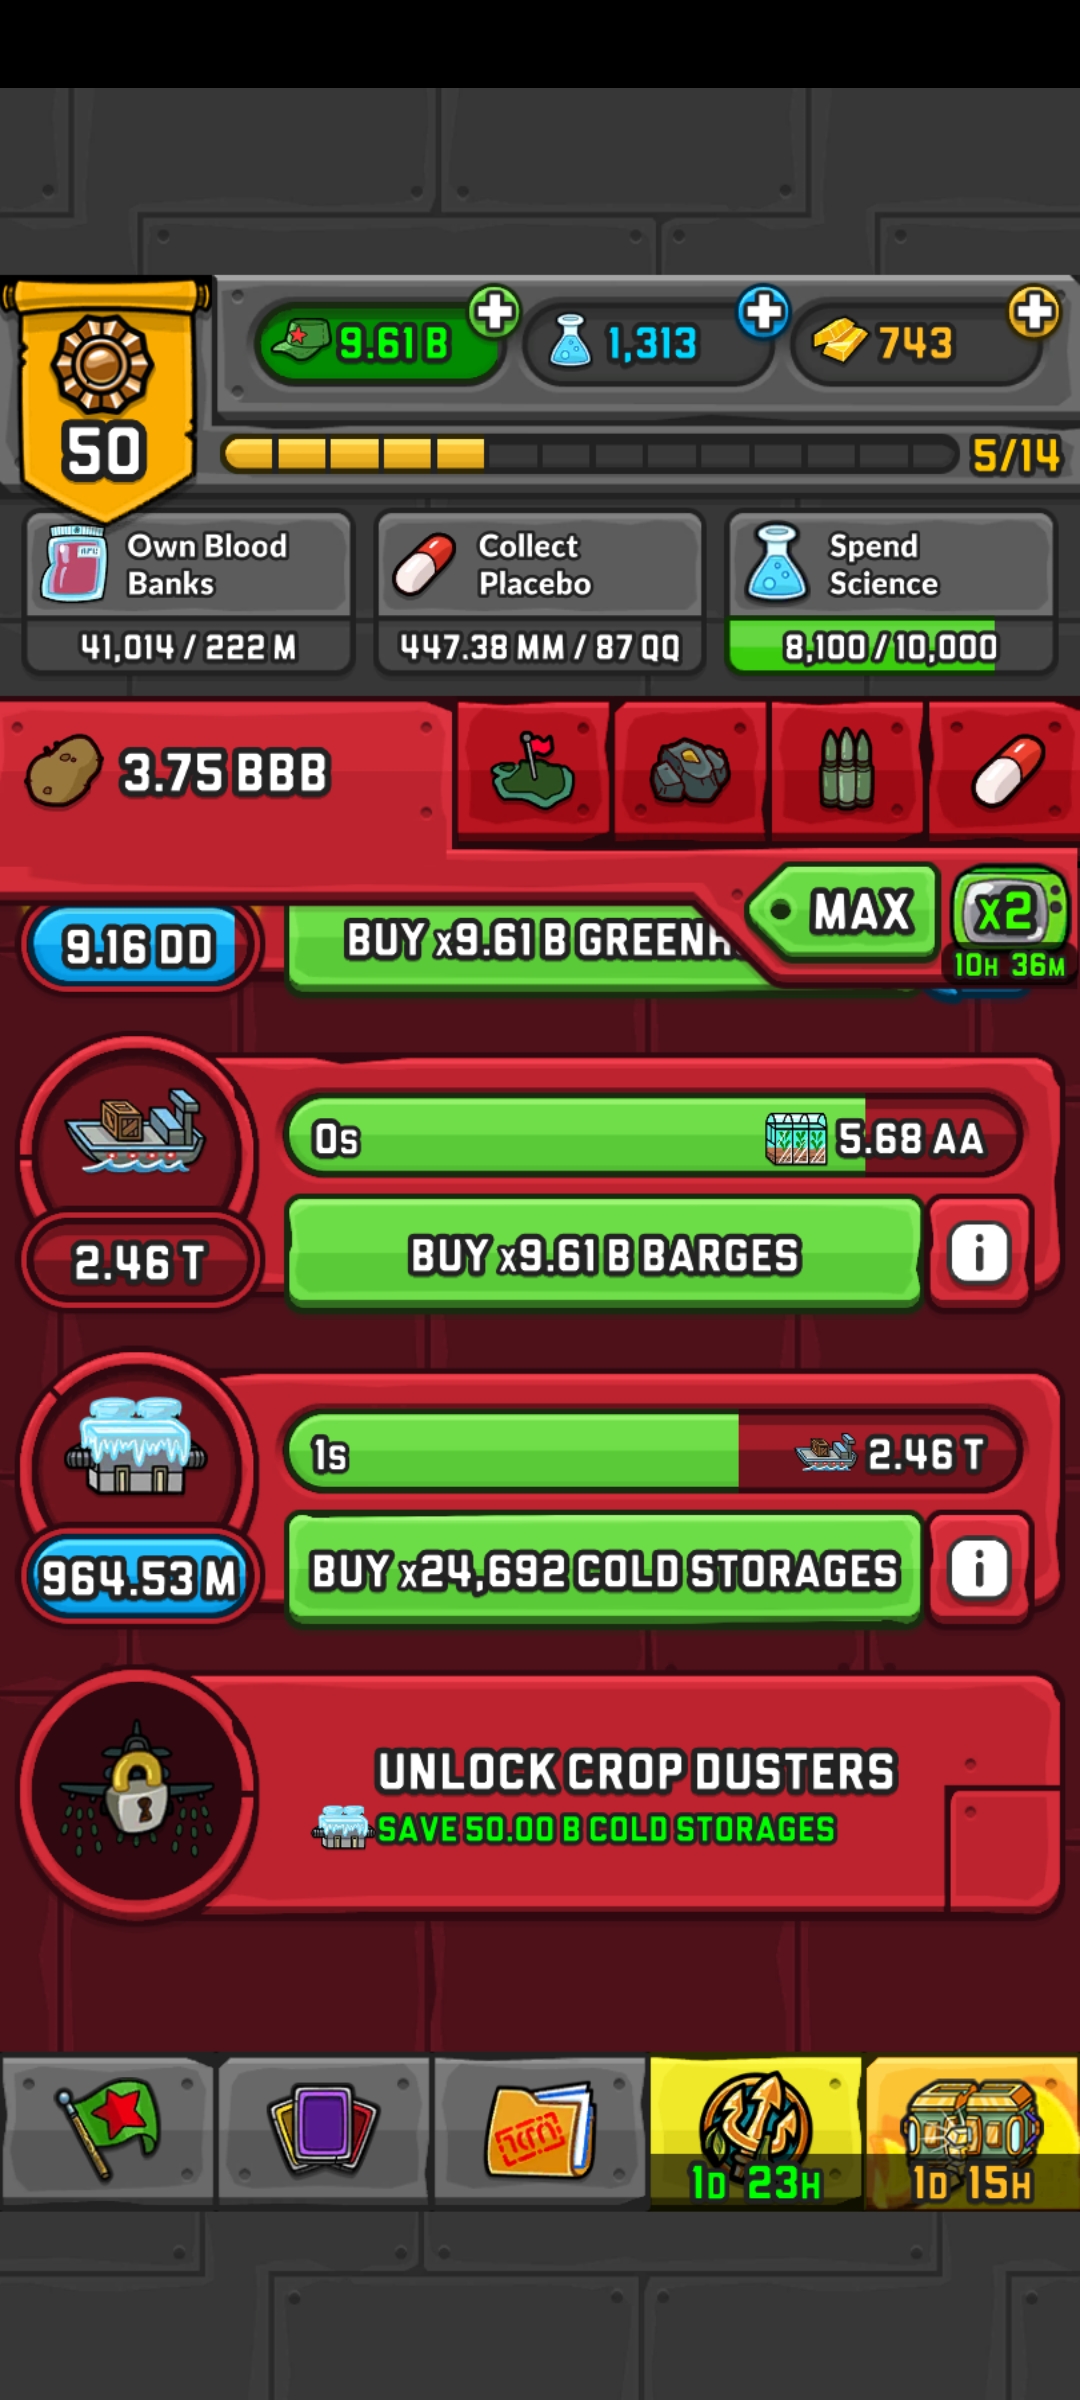 50
9.61 B
1,313
743
5/14
Own Blood
Banks
41,014 / 222 M
Collect
Placebo
447.38 MM / 87 QQ
Spend
Science
8,100 / 10,000
3.75 BBB
MAX
x2
10H 36M
9.16 DD
BUY x9.61 B GREENH
0s
5.68 AA
2.46 T
BUY x9.61 B BARGES
i
1s
2.46 T
964.53 M
BUY x24,692 COLD STORAGES
i
UNLOCK CROP DUSTERS
SAVE 50.00 B COLD STORAGES
1D 23H
1D 15H